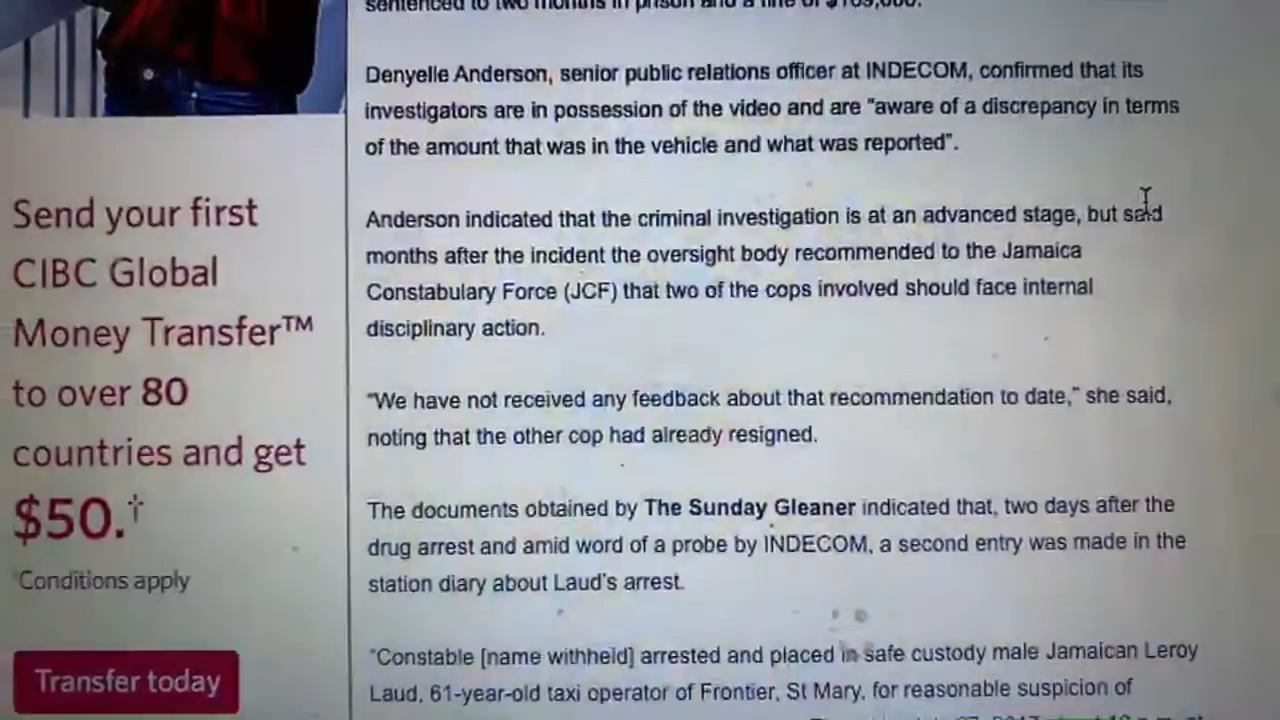 sentenced to two months in prison and a fine of
Denyelle Anderson, senior public relations officer at INDECOM, confirmed that its
investigators are in possession of the video and are “aware of a discrepancy in terms
of the amount that was in the vehicle and what was reported”.
Anderson indicated that the criminal investigation is at an advanced stage, but said
months after the incident the oversight body recommended to the Jamaica
Constabulary Force (JCF) that two of the cops involved should face internal
disciplinary action.
“We have not received any feedback about that recommendation to date,” she said,
noting that the other cop had already resigned.
The documents obtained by The Sunday Gleaner indicated that, two days after the
drug arrest and amid word of a probe by INDECOM, a second entry was made in the
station diary about Laud’s arrest.
“Constable [name withheld] arrested and placed in safe custody male Jamaican Leroy
Laud, 61-year-old taxi operator of Frontier, St Mary, for reasonable suspicion of
Send your first
CIBC Global
Money Transfer™
to over 80
countries and get
$50.†
†Conditions apply
Transfer today